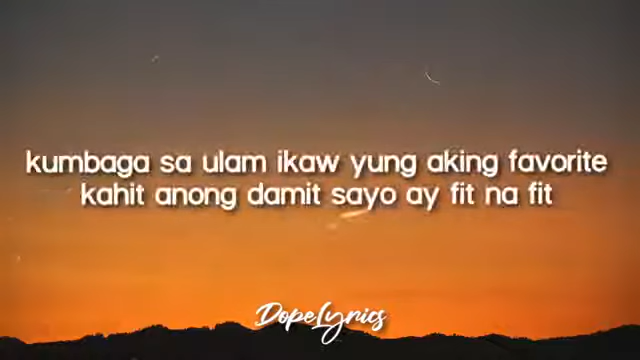 kumbaga sa ulam ikaw yung aking favorite
kahit anong damit sayo ay fit na fit
DopeLyrics